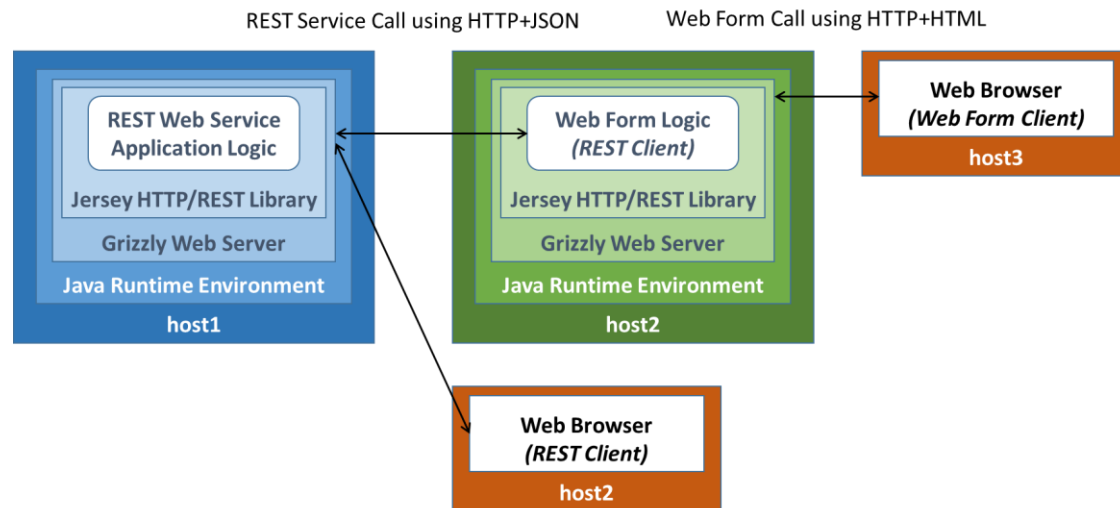 REST Service Call using HTTP+JSON
Web Form Call using HTTP+HTML
REST Web Service
Application Logic
Jersey HTTP/REST Library
Grizzly Web Server
Java Runtime Environment
host1
Web Form Logic
(REST Client)
Jersey HTTP/REST Library
Grizzly Web Server
Java Runtime Environment
host2
Web Browser
(Web Form Client)
host3
Web Browser
(REST Client)
host2